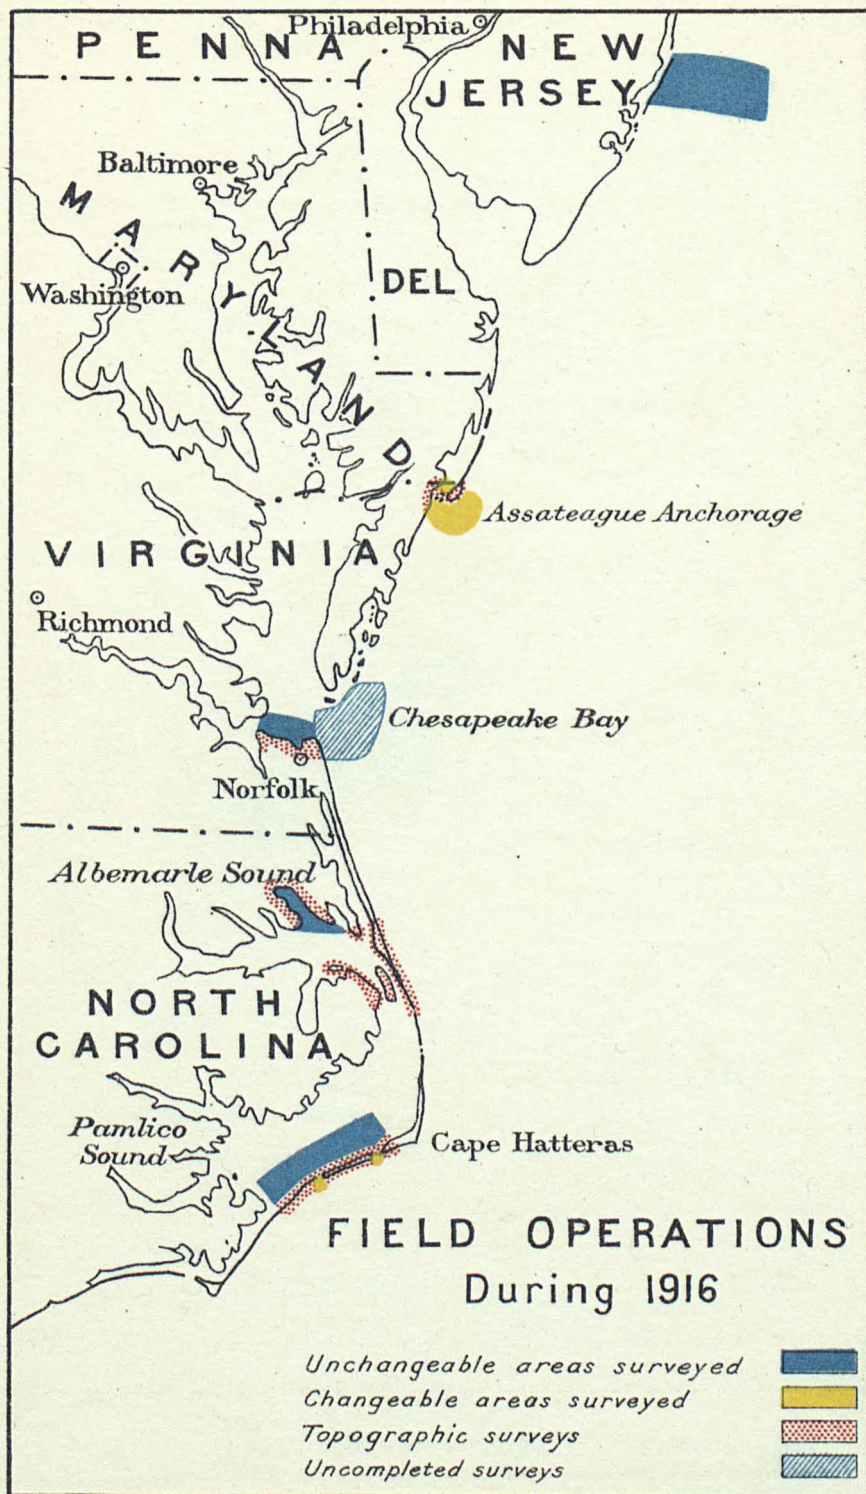 Philadelphia
PENNA
NEW
JERSEY
Baltimore
MARYLAND.
Washington
DEL
Assateague Anchorage
VIRGINIA
Richmond
Chesapeake Bay
Norfolk
Albemarle Sound
NORTH
CAROLINA
Pamlico
Sound
Cape Hatteras
FIELD OPERATIONS
During 1916
Unchangeable areas surveyed
Changeable areas surveyed
Topographic surveys
Uncompleted surveys